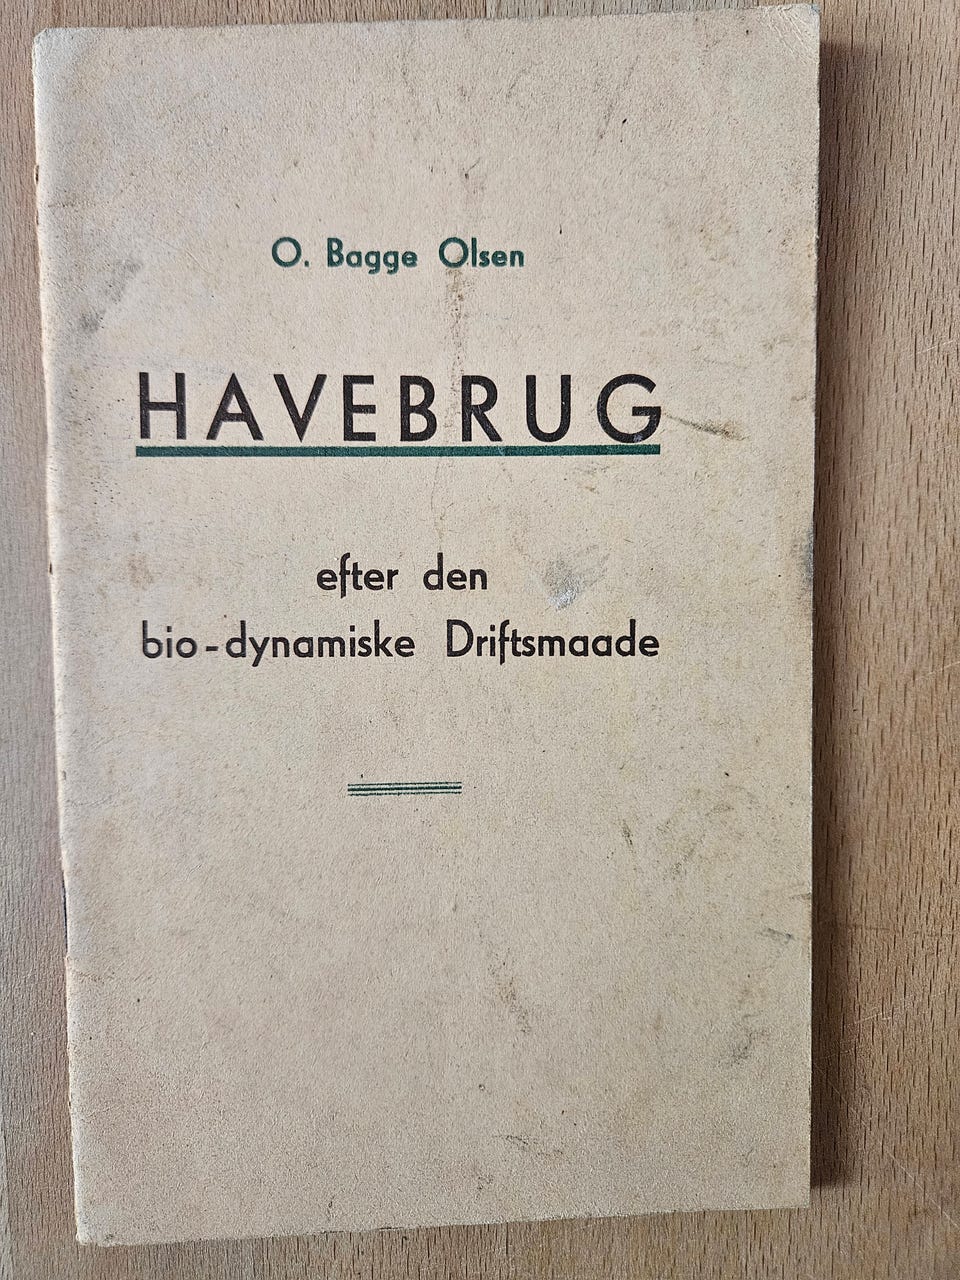 O. Bagge Olsen
HAVEBRUG
efter den
bio-dynamiske Driftsmaade